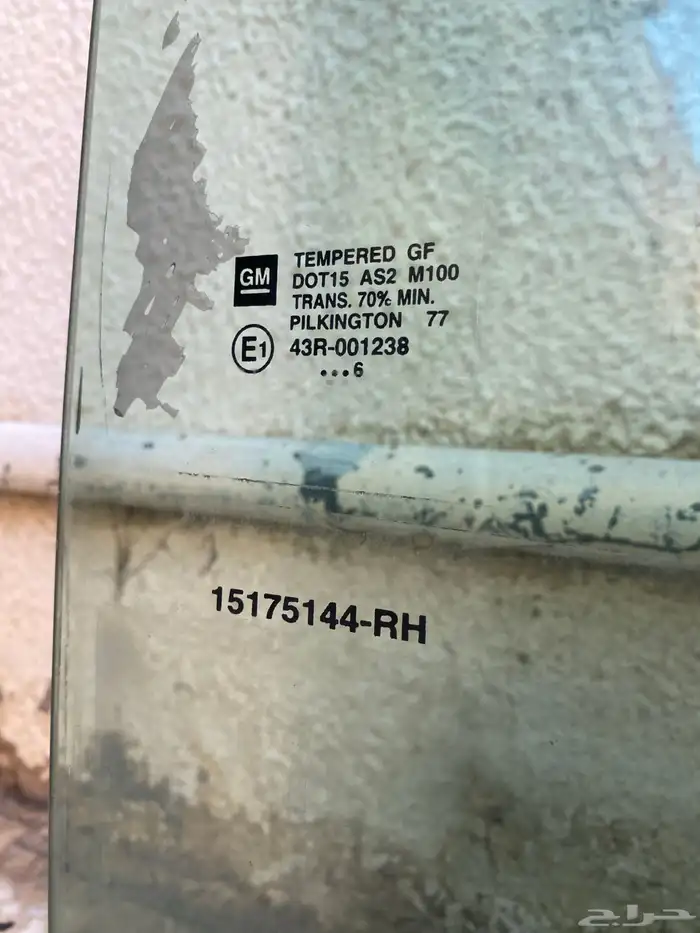 GM
TEMPERED GF
DOT15 AS2 M100
TRANS. 70% MIN.
PILKINGTON 77
E1
43R-001238
...6
15175144-RH
حراج